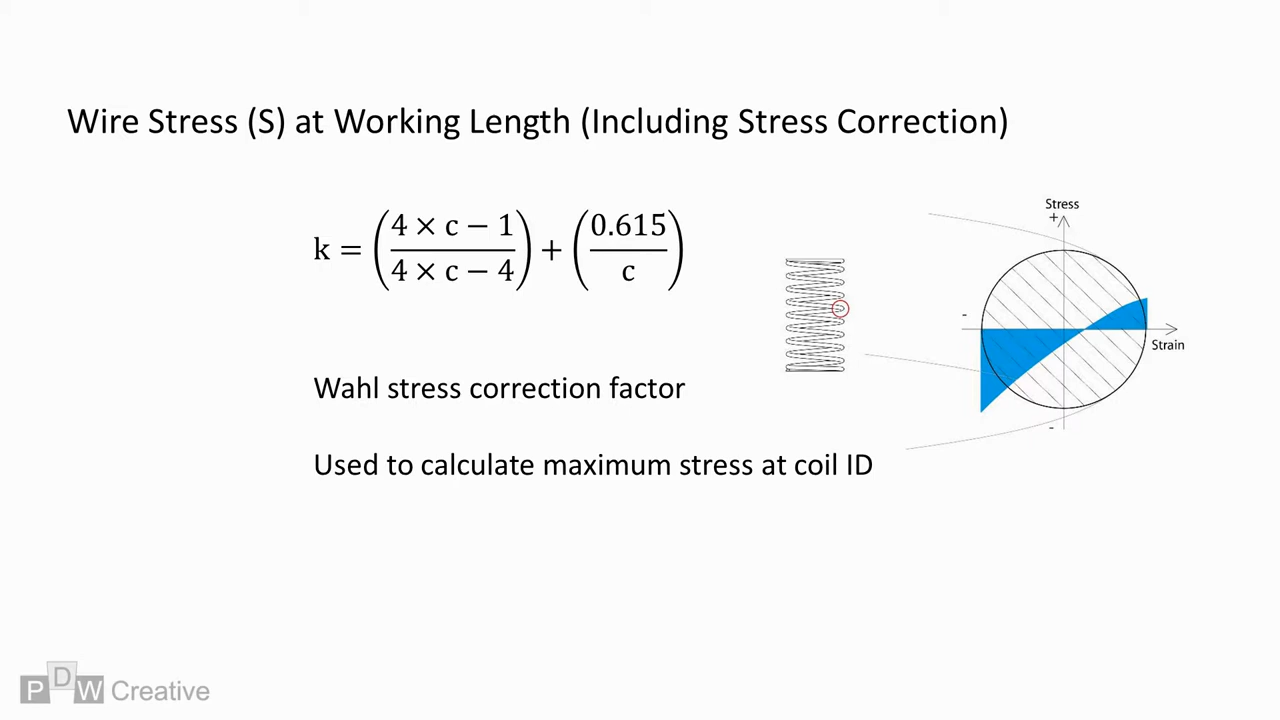 Wire Stress (S) at Working Length (Including Stress Correction)
k = ((4 × c − 1)/(4 × c − 4)) + (0.615/c)
Wahl stress correction factor
Used to calculate maximum stress at coil ID
Stress
+
-
Strain
-
PDW Creative